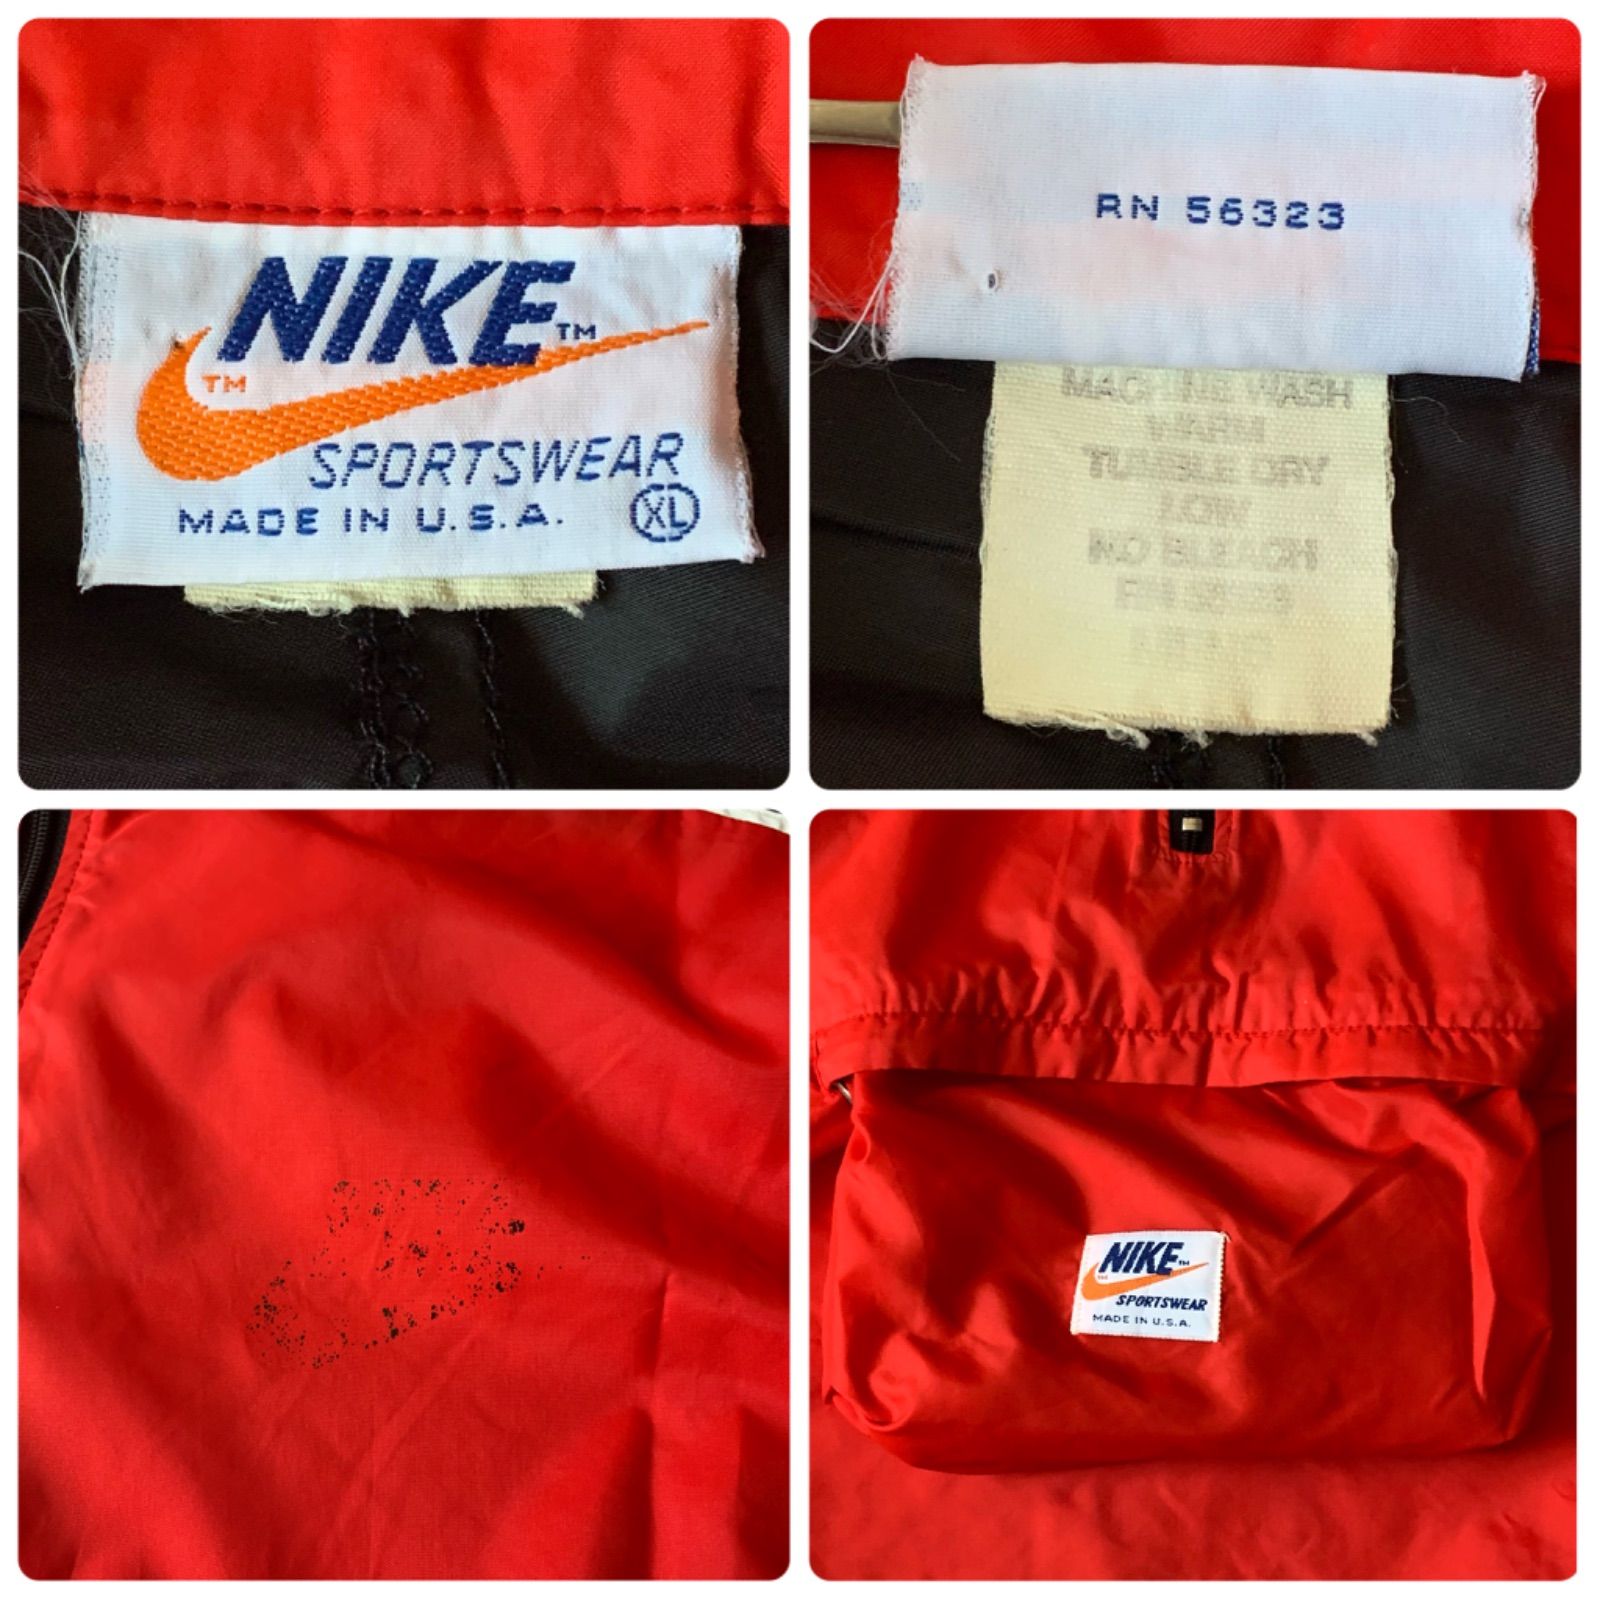 NIKE™
™
SPORTSWEAR
MADE IN U.S.A. XL
RN 56323
MACHINE WASH
WARM
TUMBLE DRY
LOW
NO BLEACH
NIKE™
™
SPORTSWEAR
MADE IN U.S.A.